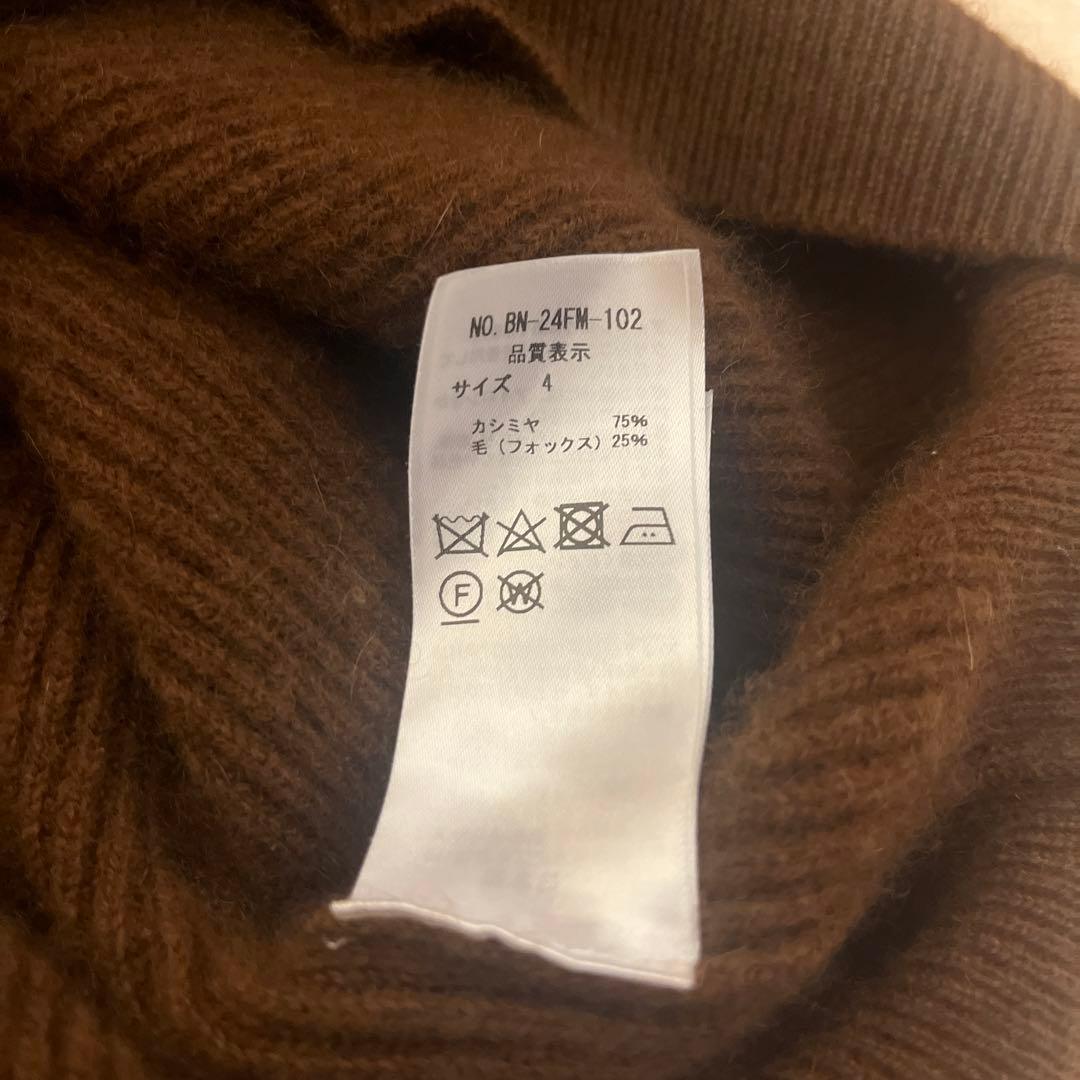 NO. BN-24FM-102
品質表示
サイズ 4
カシミヤ 75%
毛（フォックス）25%
F W